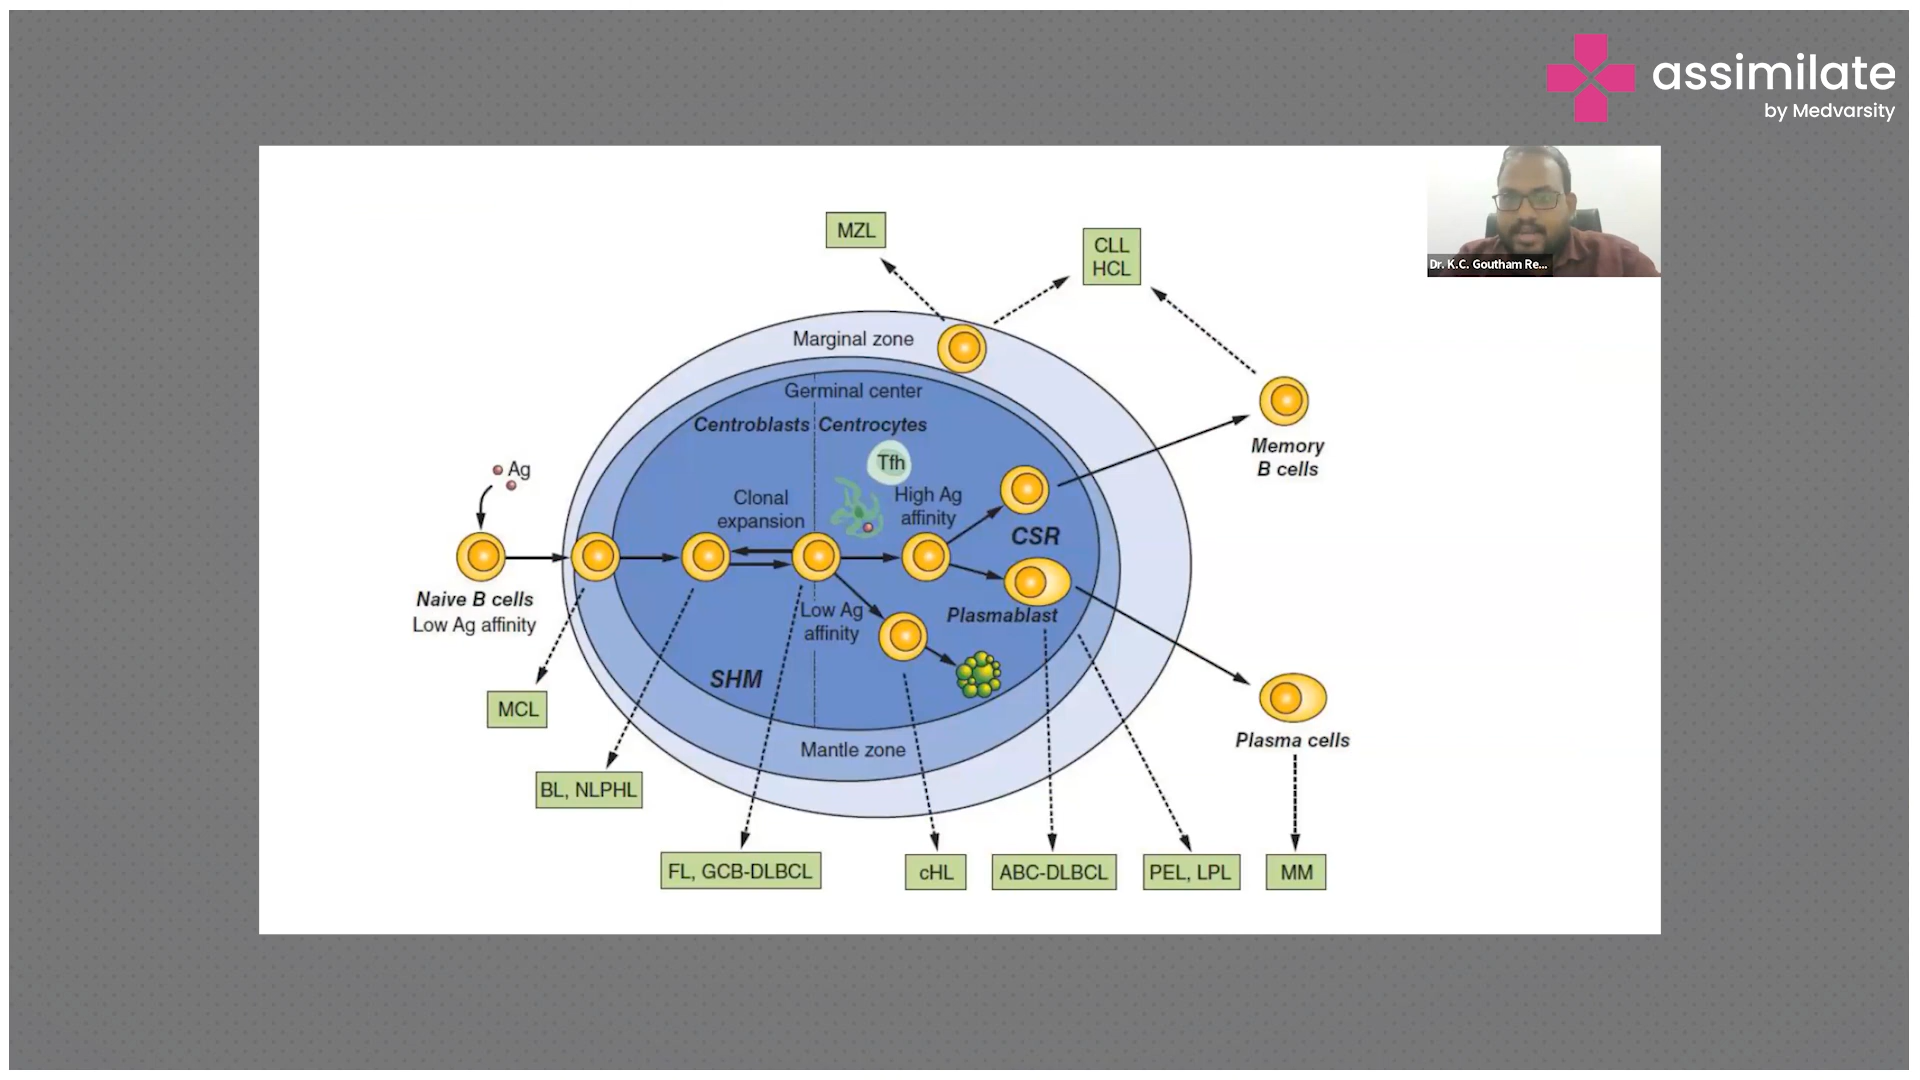 assimilate
by Medvarsity
Dr. K.C. Goutham Re...
MZL
CLL
HCL
Marginal zone
Germinal center
Centroblasts
Centrocytes
Tfh
Ag
Clonal
expansion
High Ag
affinity
CSR
Memory
B cells
Naive B cells
Low Ag affinity
Low Ag
affinity
Plasmablast
SHM
MCL
Mantle zone
Plasma cells
BL, NLPHL
FL, GCB-DLBCL
cHL
ABC-DLBCL
PEL, LPL
MM